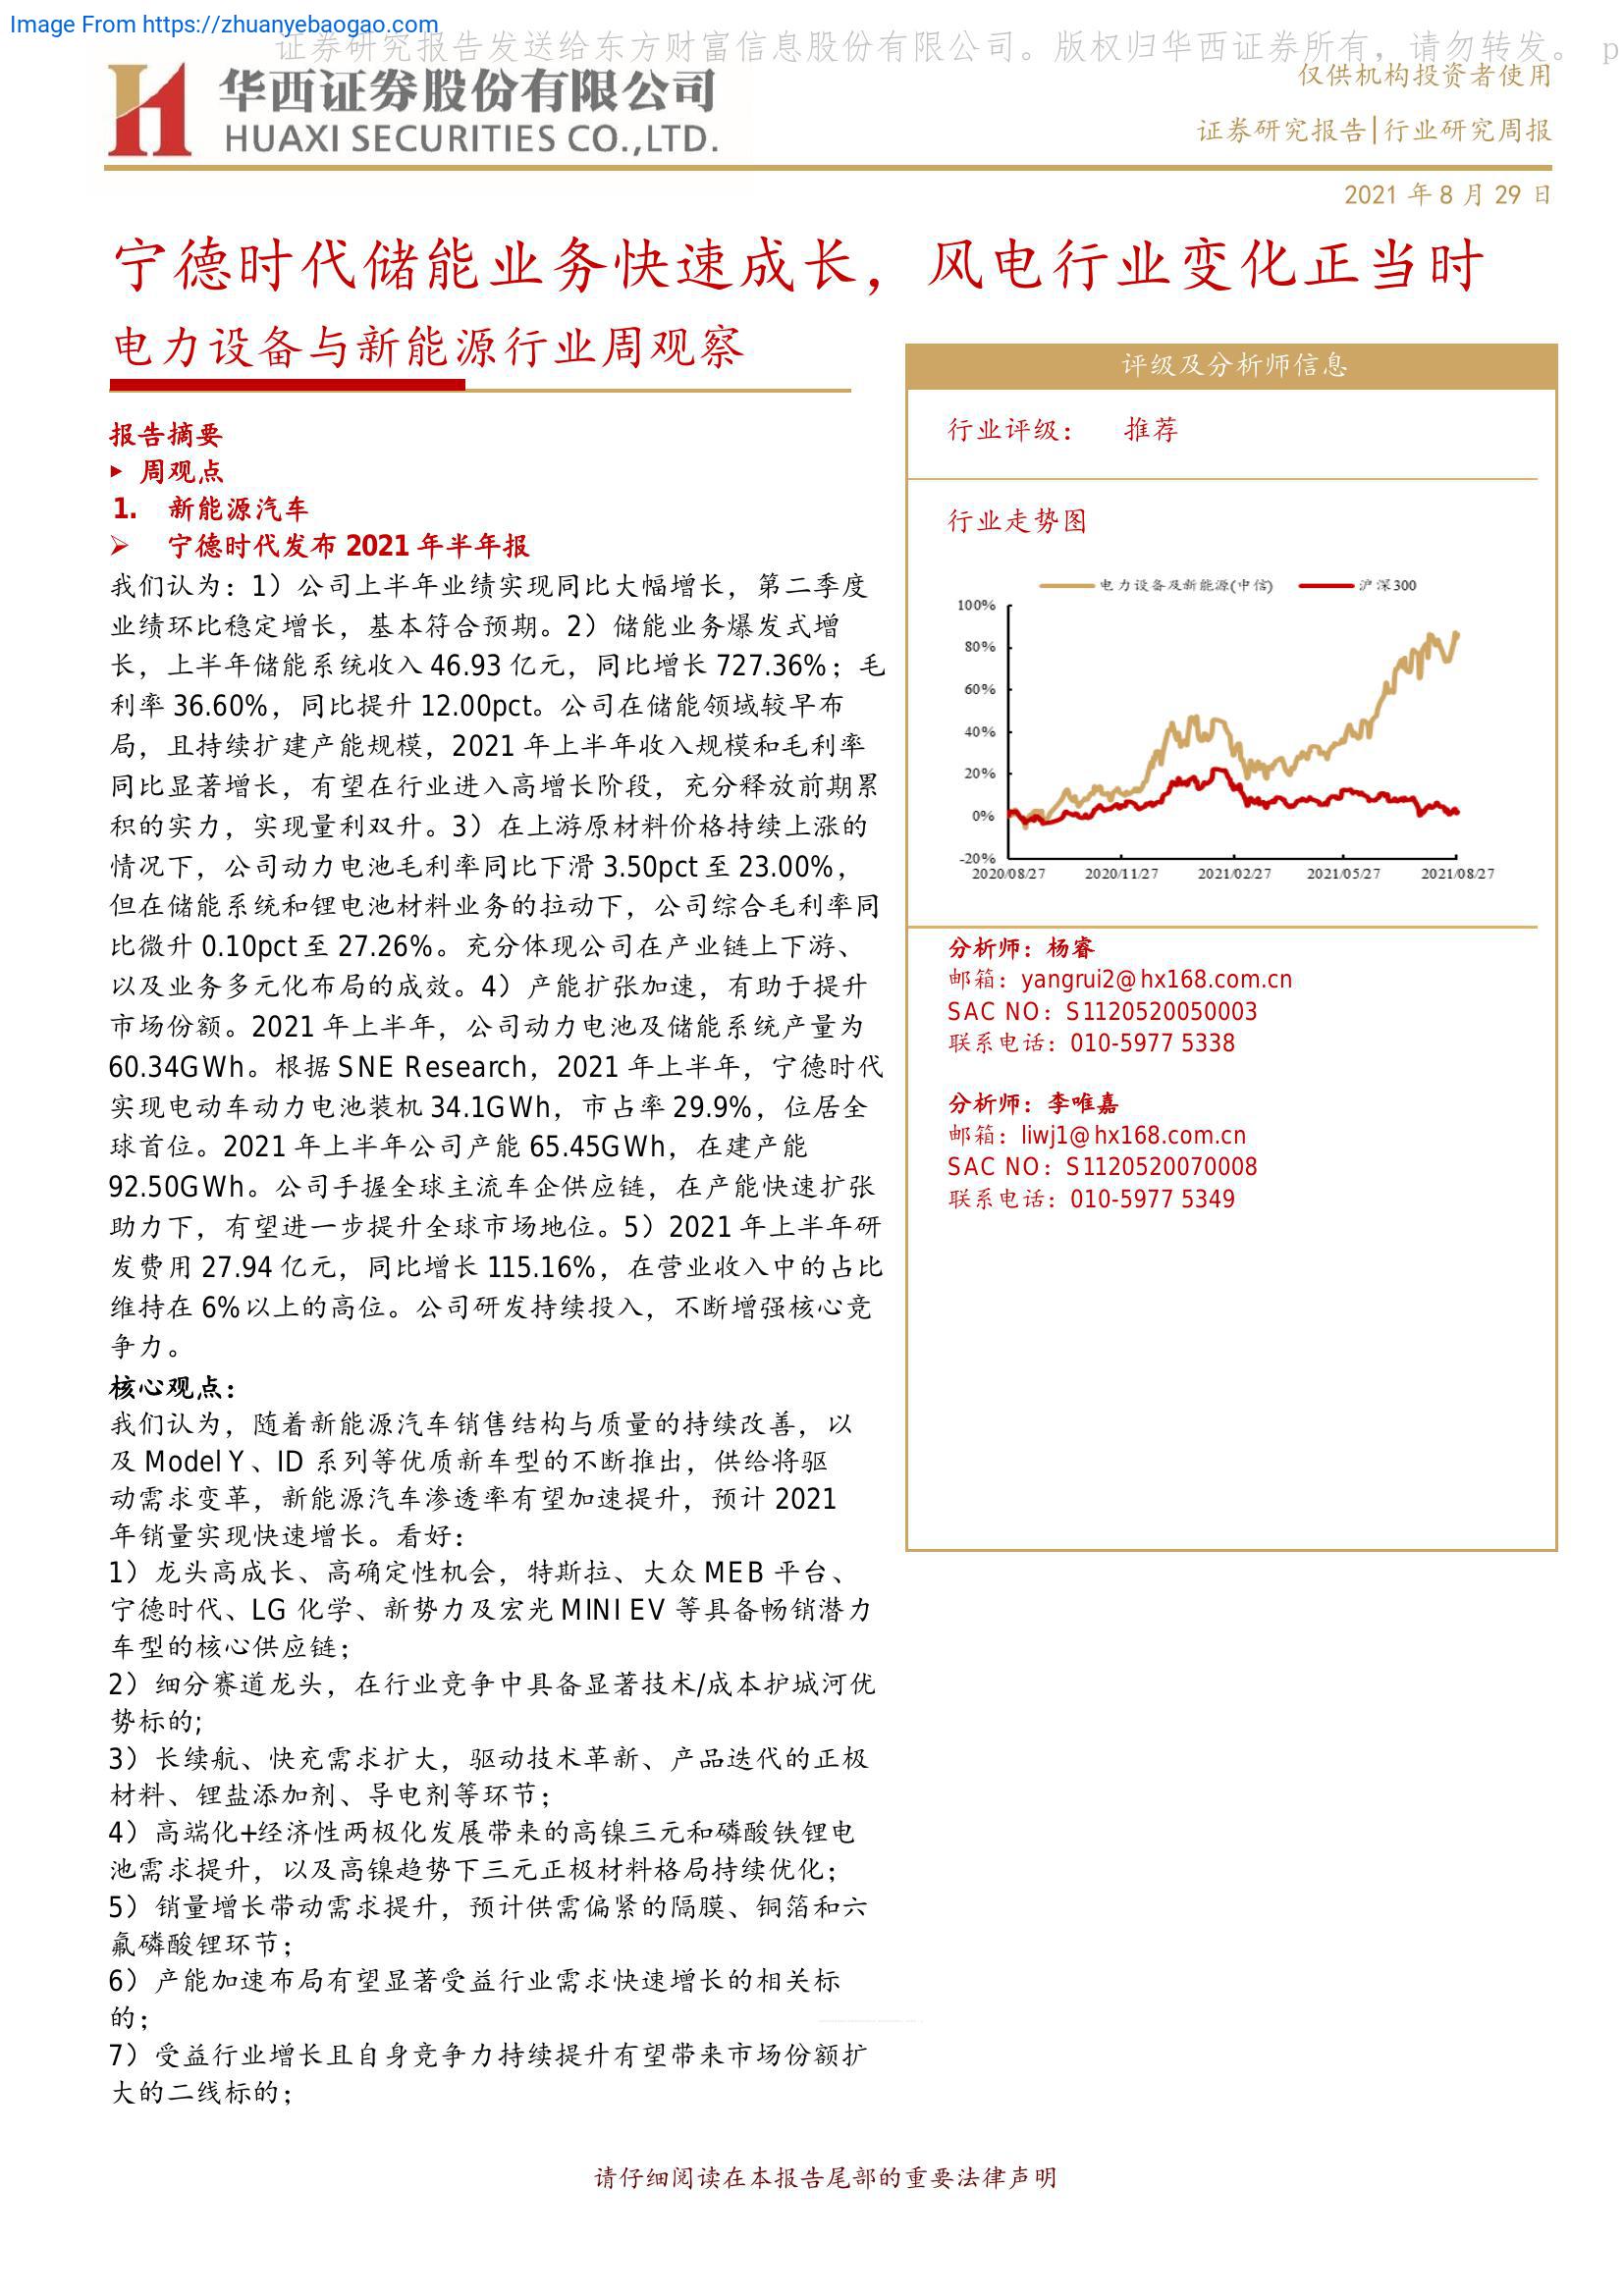 Image From https://zhuanyebaogao.com
证券研究报告发送给东方财富信息股份有限公司。版权归华西证券所有，请勿转发。 p
华西证券股份有限公司
HUAXI SECURITIES CO.,LTD.
仅供机构投资者使用
证券研究报告|行业研究周报
2021 年 8 月 29 日
宁德时代储能业务快速成长，风电行业变化正当时
电力设备与新能源行业周观察
报告摘要
周观点
1. 新能源汽车
宁德时代发布 2021 年半年报
我们认为：1）公司上半年业绩实现同比大幅增长，第二季度
业绩环比稳定增长，基本符合预期。2）储能业务爆发式增
长，上半年储能系统收入 46.93 亿元，同比增长 727.36%；毛
利率 36.60%，同比提升 12.00pct。公司在储能领域较早布
局，且持续扩建产能规模，2021 年上半年收入规模和毛利率
同比显著增长，有望在行业进入高增长阶段，充分释放前期累
积的实力，实现量利双升。3）在上游原材料价格持续上涨的
情况下，公司动力电池毛利率同比下滑 3.50pct 至 23.00%，
但在储能系统和锂电池材料业务的拉动下，公司综合毛利率同
比微升 0.10pct 至 27.26%。充分体现公司在产业链上下游、
以及业务多元化布局的成效。4）产能扩张加速，有助于提升
市场份额。2021 年上半年，公司动力电池及储能系统产量为
60.34GWh。根据 SNE Research，2021 年上半年，宁德时代
实现电动车动力电池装机 34.1GWh，市占率 29.9%，位居全
球首位。2021 年上半年公司产能 65.45GWh，在建产能
92.50GWh。公司手握全球主流车企供应链，在产能快速扩张
助力下，有望进一步提升全球市场地位。5）2021 年上半年研
发费用 27.94 亿元，同比增长 115.16%，在营业收入中的占比
维持在 6%以上的高位。公司研发持续投入，不断增强核心竞
争力。
核心观点：
我们认为，随着新能源汽车销售结构与质量的持续改善，以
及 Model Y、ID 系列等优质新车型的不断推出，供给将驱
动需求变革，新能源汽车渗透率有望加速提升，预计 2021
年销量实现快速增长。看好：
1）龙头高成长、高确定性机会，特斯拉、大众 MEB 平台、
宁德时代、LG 化学、新势力及宏光 MINI EV 等具备畅销潜力
车型的核心供应链；
2）细分赛道龙头，在行业竞争中具备显著技术/成本护城河优
势标的;
3）长续航、快充需求扩大，驱动技术革新、产品迭代的正极
材料、锂盐添加剂、导电剂等环节；
4）高端化+经济性两极化发展带来的高镍三元和磷酸铁锂电
池需求提升，以及高镍趋势下三元正极材料格局持续优化；
5）销量增长带动需求提升，预计供需偏紧的隔膜、铜箔和六
氟磷酸锂环节；
6）产能加速布局有望显著受益行业需求快速增长的相关标
的；
7）受益行业增长且自身竞争力持续提升有望带来市场份额扩
大的二线标的；
评级及分析师信息
行业评级： 推荐
行业走势图
电力设备及新能源(中信) 沪深300
100%
80%
60%
40%
20%
0%
-20%
2020/08/27 2020/11/27 2021/02/27 2021/05/27 2021/08/27
分析师：杨睿
邮箱：yangrui2@hx168.com.cn
SAC NO：S1120520050003
联系电话：010-5977 5338
分析师：李唯嘉
邮箱：liwj1@hx168.com.cn
SAC NO：S1120520070008
联系电话：010-5977 5349
请仔细阅读在本报告尾部的重要法律声明